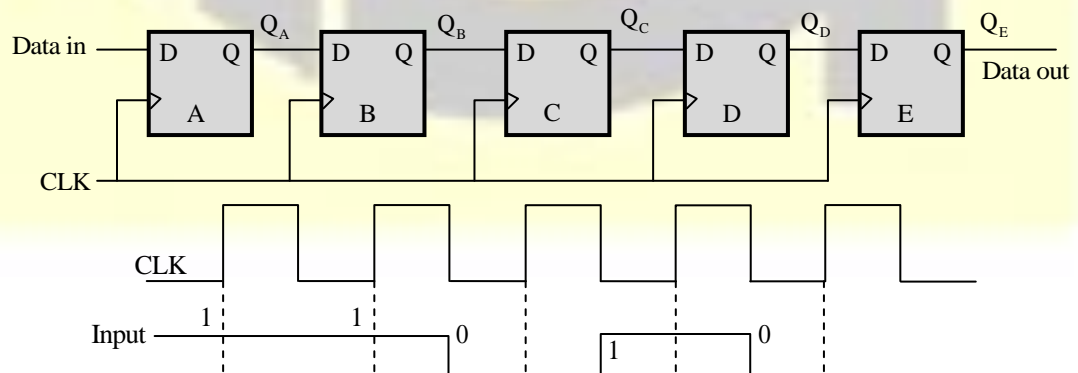 Data in D Q Q_A D Q Q_B D Q Q_C D Q Q_D D Q Q_E
Data out
A B C D E
CLK
CLK
Input 1 1 0 1 0